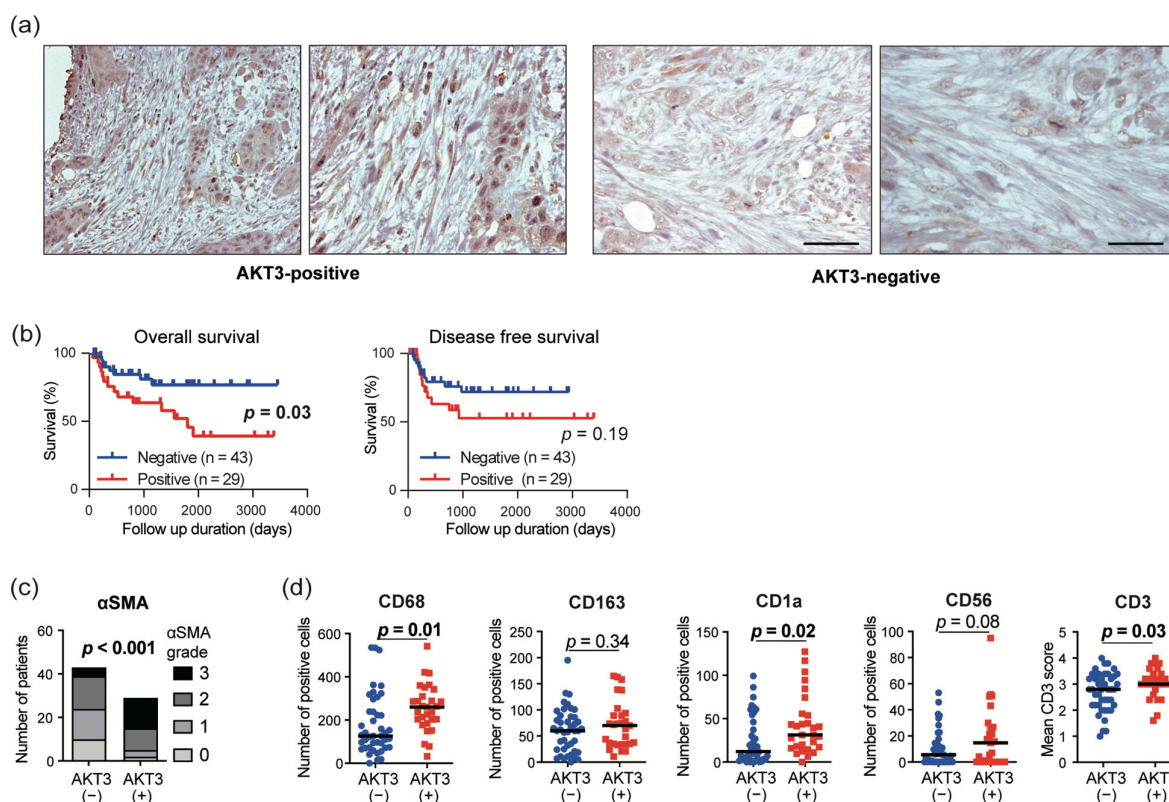 (a)
AKT3-positive
AKT3-negative
(b)
Overall survival
100
50
0
Survival (%)
p = 0.03
Negative (n = 43)
Positive (n = 29)
0 1000 2000 3000 4000
Follow up duration (days)
Disease free survival
100
50
0
Survival (%)
p = 0.19
Negative (n = 43)
Positive (n = 29)
0 1000 2000 3000 4000
Follow up duration (days)
(c)
αSMA
60
40
20
0
Number of patients
p < 0.001
αSMA
grade
3
2
1
0
AKT3 AKT3
(−) (+)
(d)
CD68
600
400
200
0
Number of positive cells
p = 0.01
AKT3 AKT3
(−) (+)
CD163
250
200
150
100
50
0
Number of positive cells
p = 0.34
AKT3 AKT3
(−) (+)
CD1a
150
100
50
0
Number of positive cells
p = 0.02
AKT3 AKT3
(−) (+)
CD56
100
80
60
40
20
0
Number of positive cells
p = 0.08
AKT3 AKT3
(−) (+)
CD3
5
4
3
2
1
0
Mean CD3 score
p = 0.03
AKT3 AKT3
(−) (+)